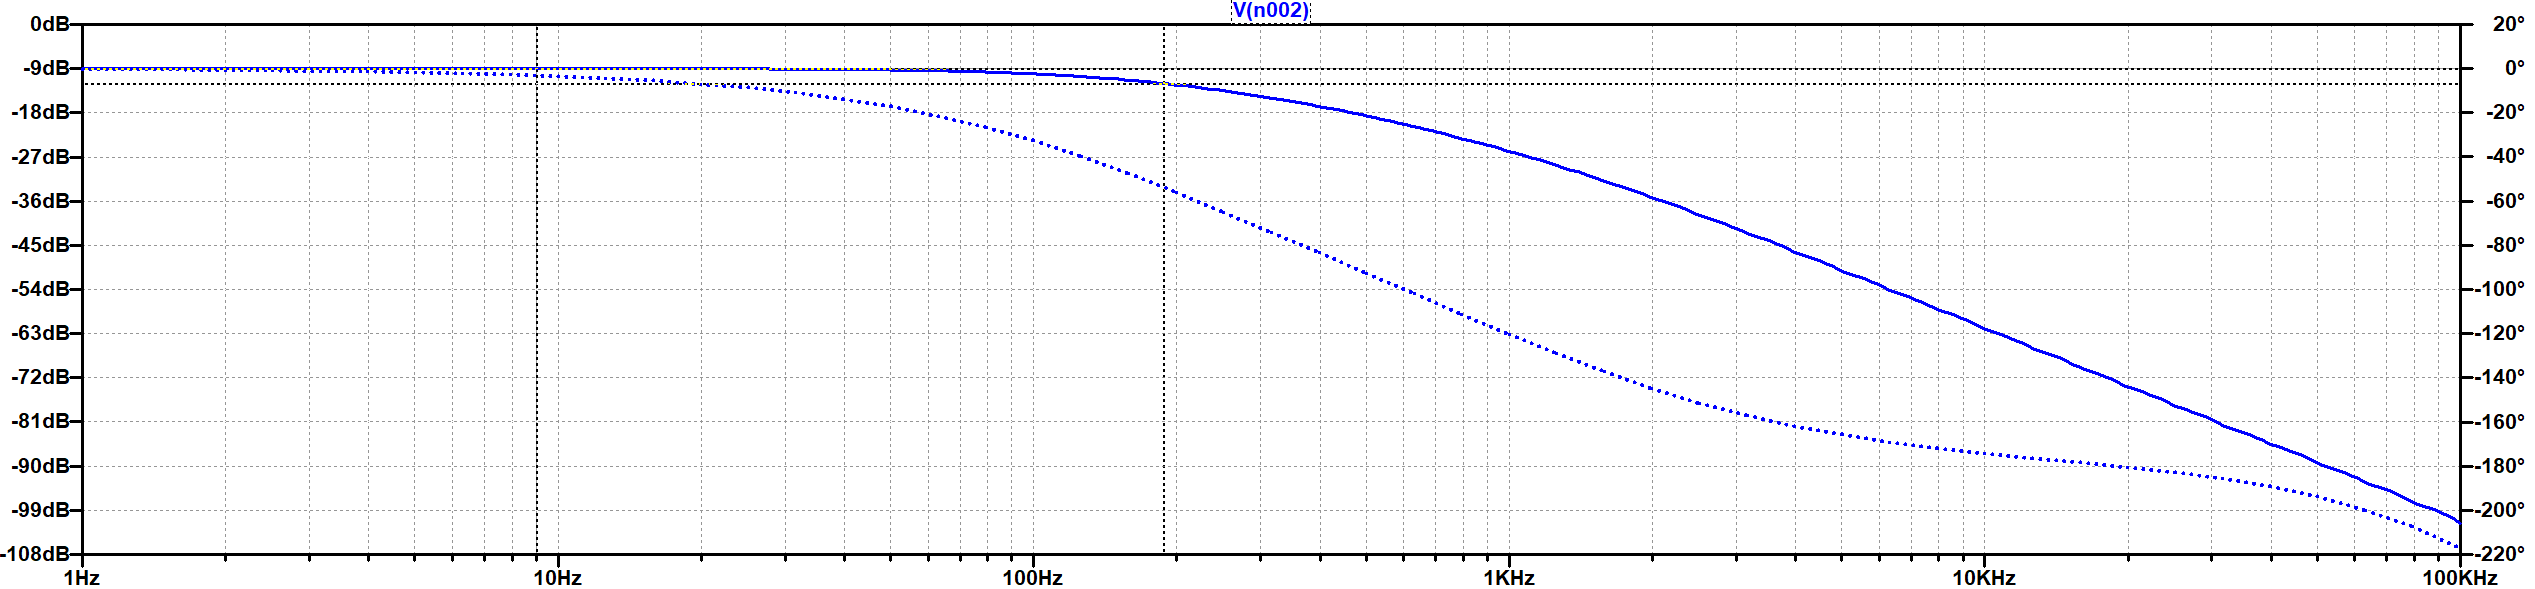 V(n002)
0dB
-9dB
-18dB
-27dB
-36dB
-45dB
-54dB
-63dB
-72dB
-81dB
-90dB
-99dB
-108dB
20°
0°
-20°
-40°
-60°
-80°
-100°
-120°
-140°
-160°
-180°
-200°
-220°
1Hz 10Hz 100Hz 1KHz 10KHz 100KHz